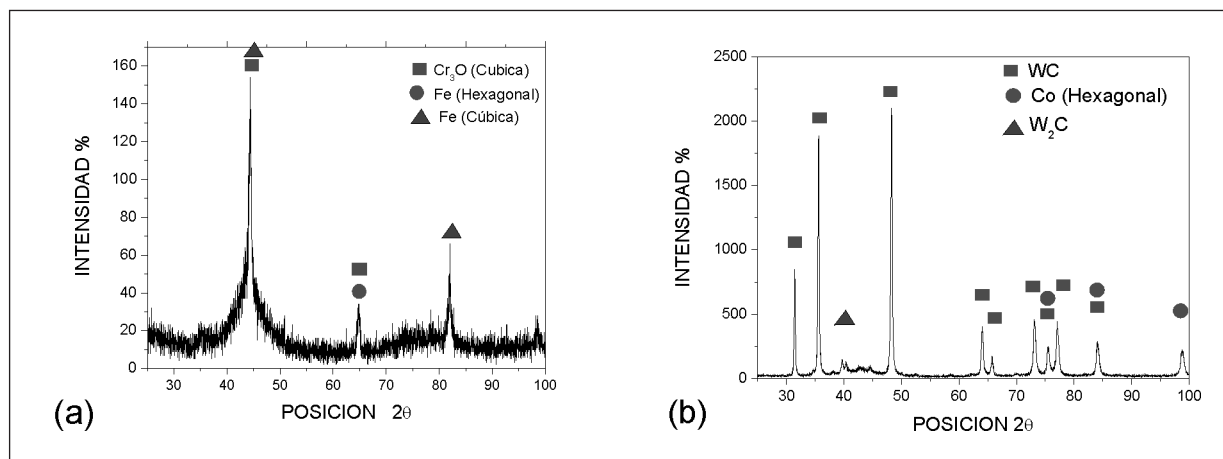 160
140
120
100
80
60
40
20
0
INTENSIDAD %
30 40 50 60 70 80 90 100
POSICION 2θ
Cr₃O (Cubica)
Fe (Hexagonal)
Fe (Cúbica)
(a)
2500
2000
1500
1000
500
0
INTENSIDAD %
30 40 50 60 70 80 90 100
POSICION 2θ
WC
Co (Hexagonal)
W₂C
(b)